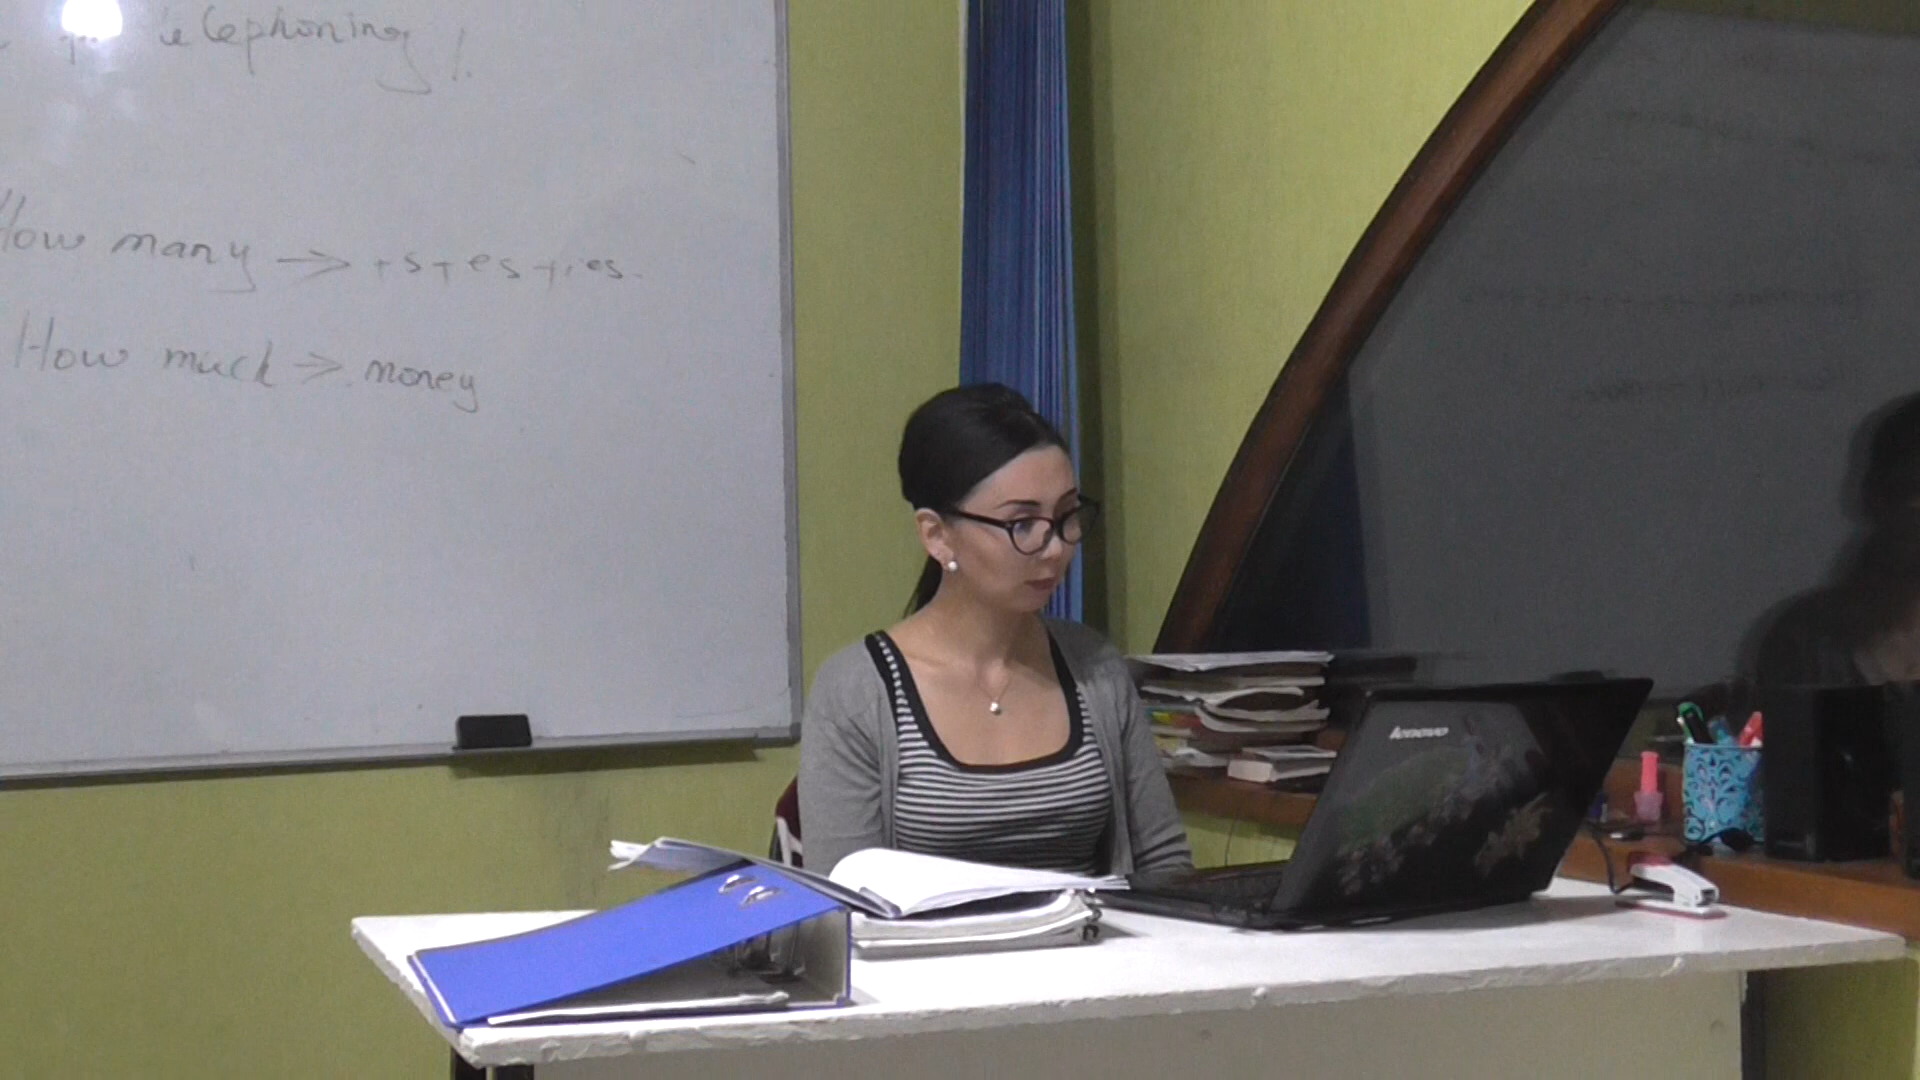 telephoning!
How many → +s+es+ies.
How much → money
lenovo